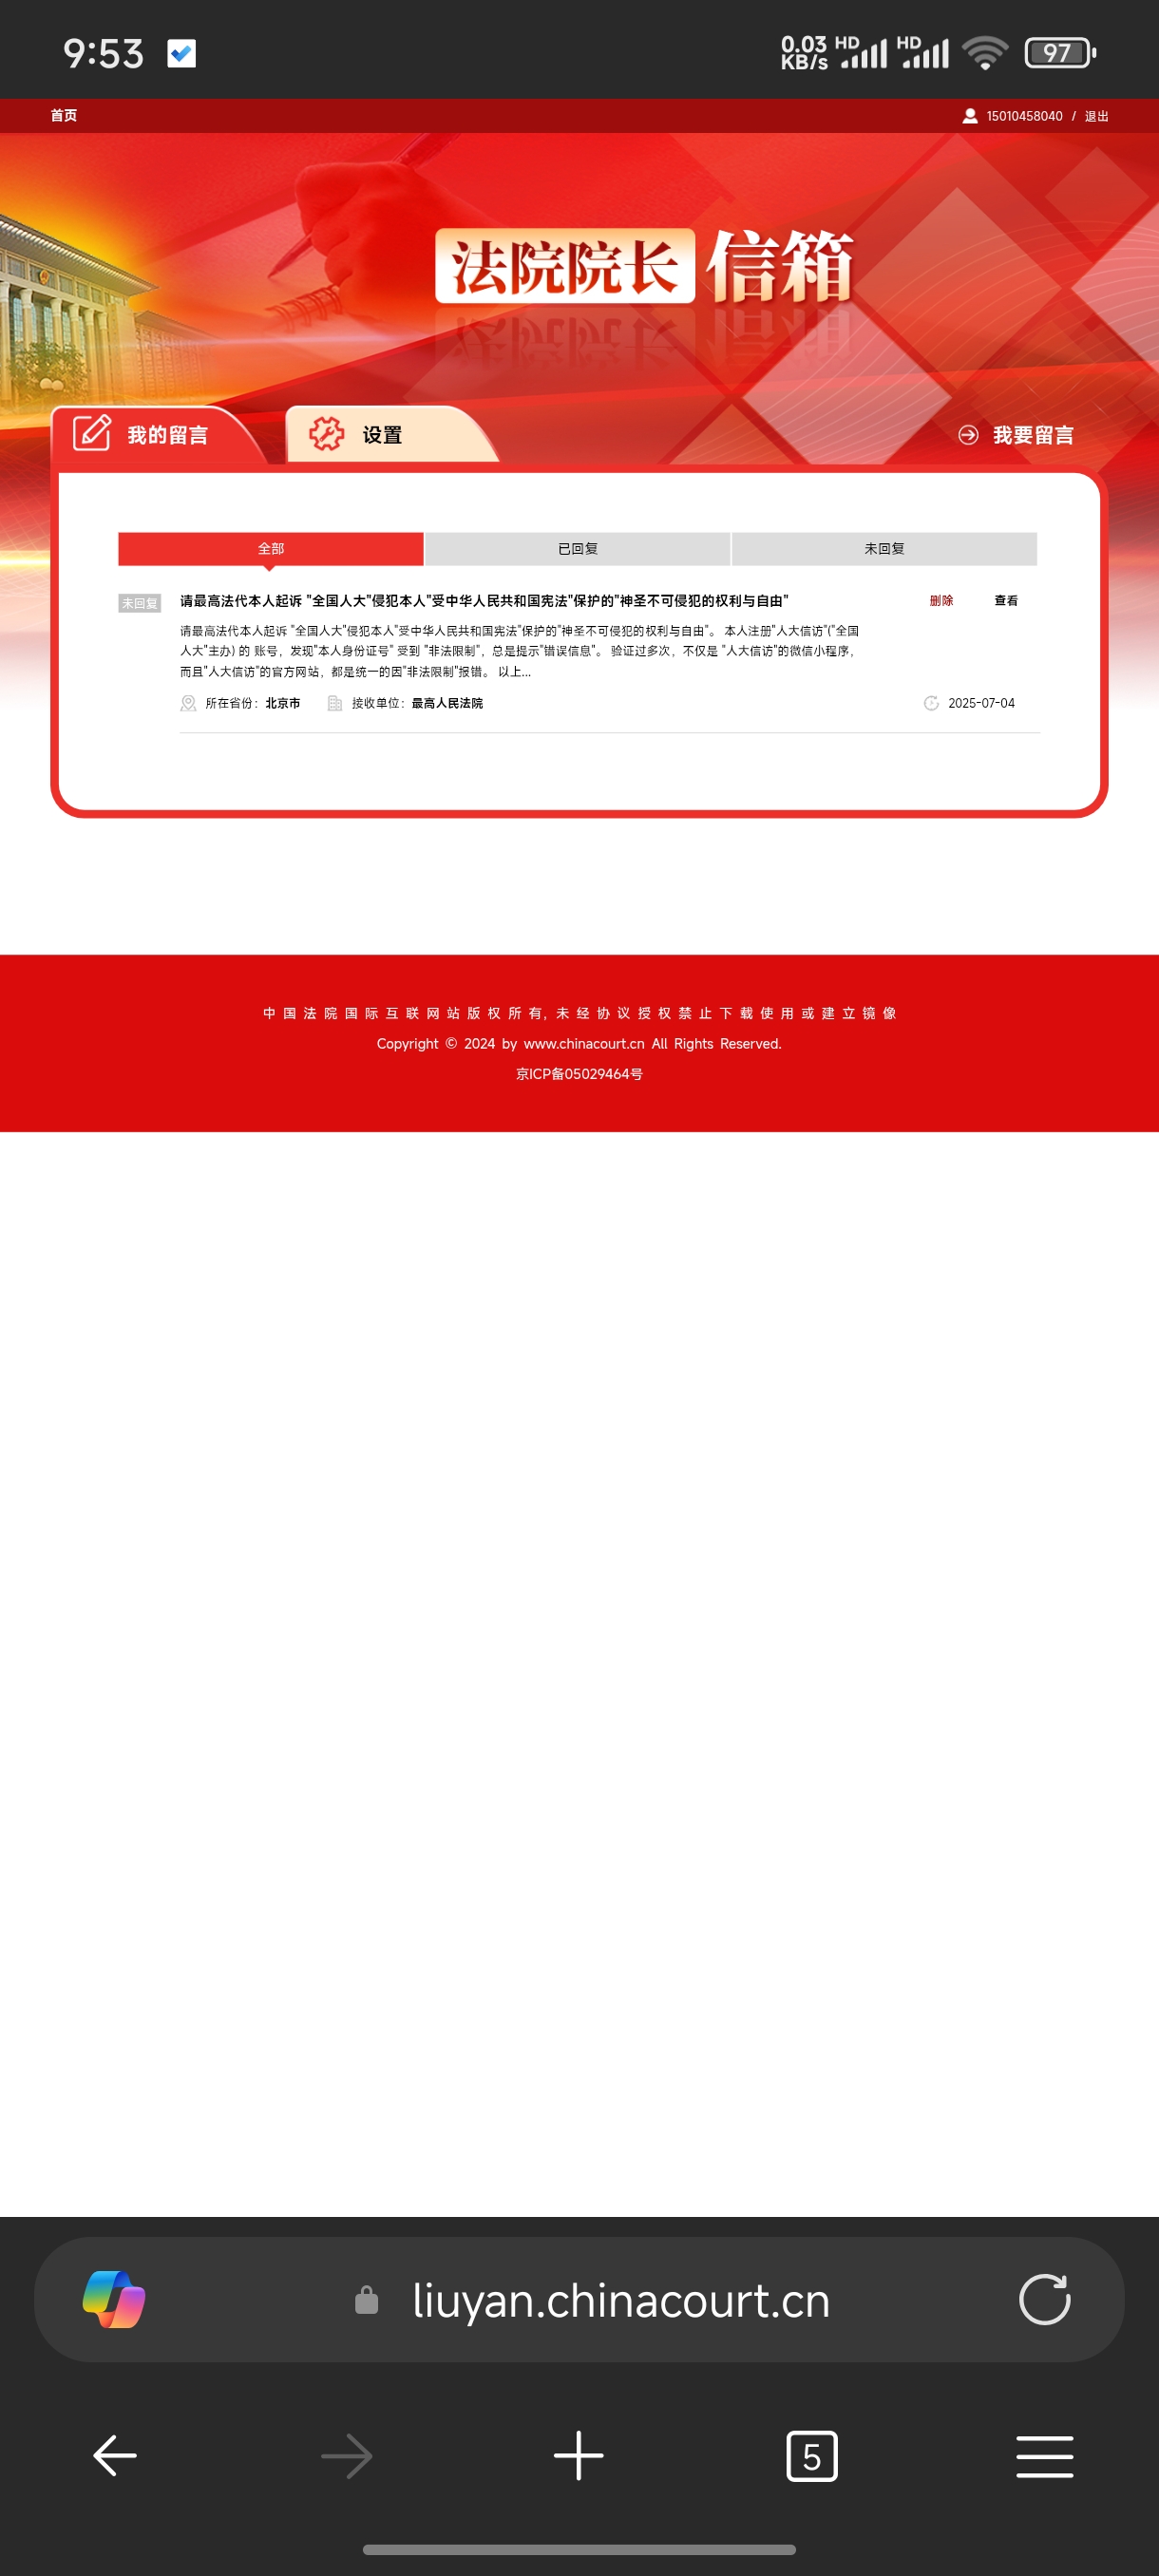 9:53
0.03 KB/s HD HD 97
首页
15010458040 / 退出
法院院长 信箱
我的留言 设置 我要留言
全部 已回复 未回复
未回复 请最高法代本人起诉 "全国人大"侵犯本人"受中华人民共和国宪法"保护的"神圣不可侵犯的权利与自由" 删除 查看
请最高法代本人起诉 "全国人大"侵犯本人"受中华人民共和国宪法"保护的"神圣不可侵犯的权利与自由"。 本人注册"人大信访"("全国
人大"主办) 的 账号，发现"本人身份证号" 受到 "非法限制"，总是提示"错误信息"。 验证过多次，不仅是 "人大信访"的微信小程序，
而且"人大信访"的官方网站，都是统一的因"非法限制"报错。 以上...
所在省份：北京市 接收单位：最高人民法院 2025-07-04
中国法院国际互联网站版权所有，未经协议授权禁止下载使用或建立镜像
Copyright © 2024 by www.chinacourt.cn All Rights Reserved.
京ICP备05029464号
liuyan.chinacourt.cn
5